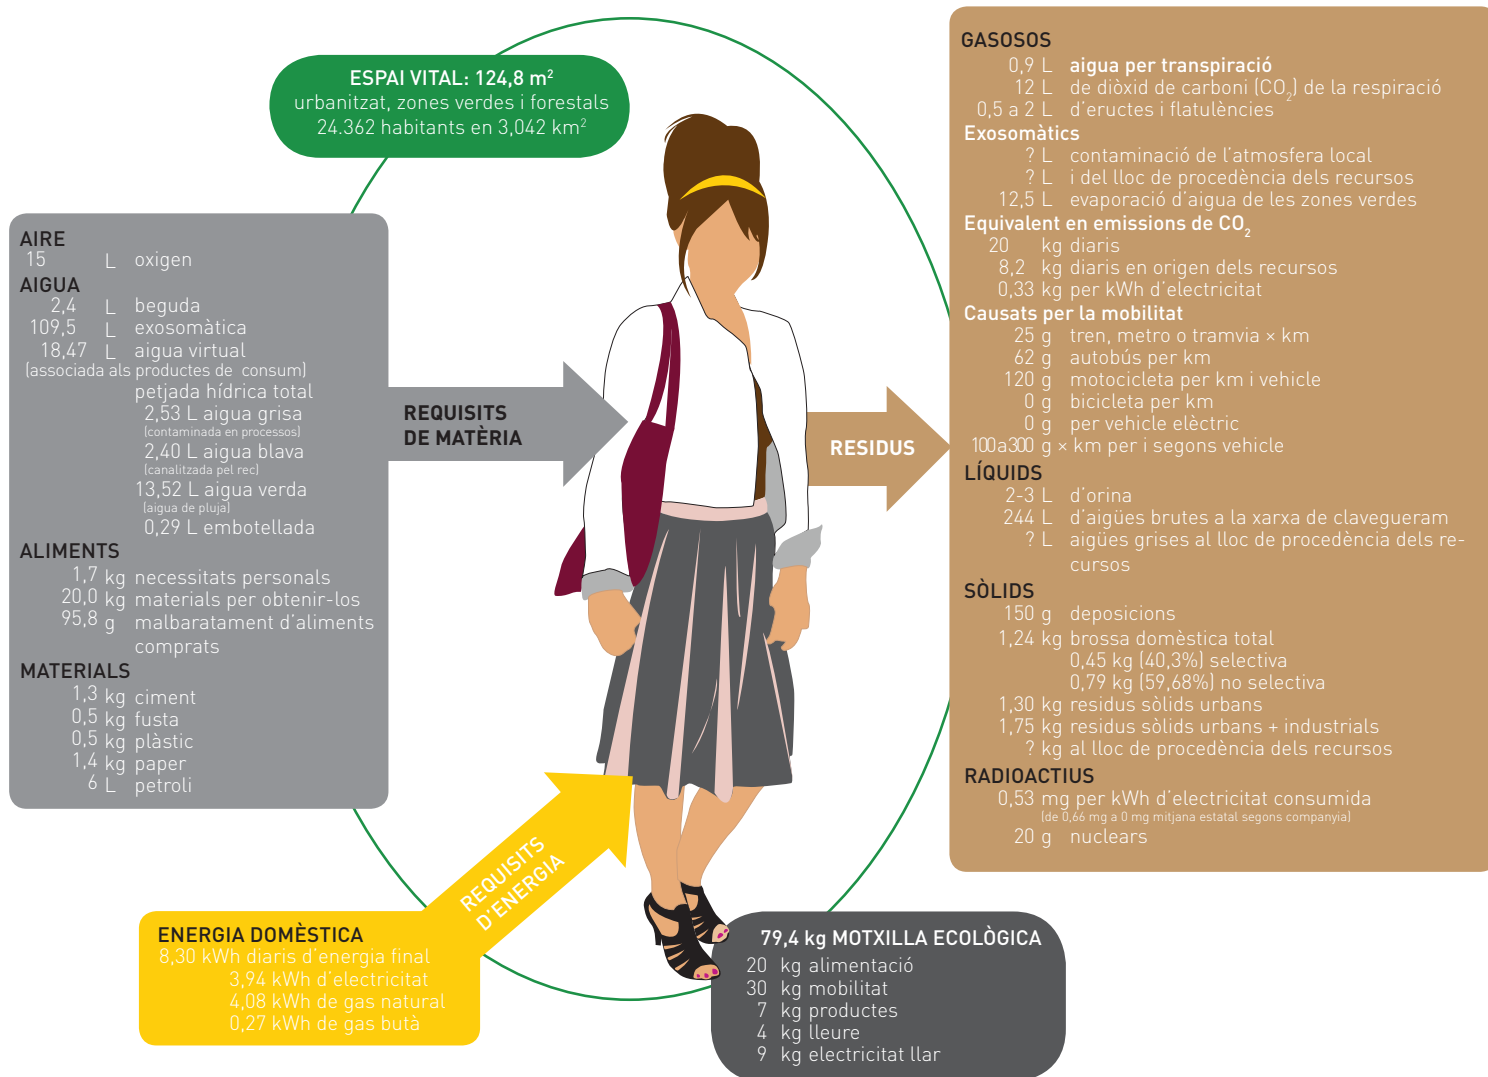 ESPAI VITAL: 124,8 m²
urbanitzat, zones verdes i forestals
24.362 habitants en 3,042 km²
AIRE
15 L oxigen
AIGUA
2,4 L beguda
109,5 L exosomàtica
18,47 L aigua virtual
(associada als productes de consum)
petjada hídrica total
2,53 L aigua grisa
(contaminada en processos)
2,40 L aigua blava
(canalitzada pel rec)
13,52 L aigua verda
(aigua de pluja)
0,29 L embotellada
ALIMENTS
1,7 kg necessitats personals
20,0 kg materials per obtenir-los
95,8 g malbaratament d'aliments
comprats
MATERIALS
1,3 kg ciment
0,5 kg fusta
0,5 kg plàstic
1,4 kg paper
6 L petroli
REQUISITS
DE MATÈRIA
REQUISITS
D'ENERGIA
ENERGIA DOMÈSTICA
8,30 kWh diaris d'energia final
3,94 kWh d'electricitat
4,08 kWh de gas natural
0,27 kWh de gas butà
79,4 kg MOTXILLA ECOLÒGICA
20 kg alimentació
30 kg mobilitat
7 kg productes
4 kg lleure
9 kg electricitat llar
RESIDUS
GASOSOS
0,9 L aigua per transpiració
12 L de diòxid de carboni (CO₂) de la respiració
0,5 a 2 L d'eructes i flatulències
Exosomàtics
? L contaminació de l'atmosfera local
? L i del lloc de procedència dels recursos
12,5 L evaporació d'aigua de les zones verdes
Equivalent en emissions de CO₂
20 kg diaris
8,2 kg diaris en origen dels recursos
0,33 kg per kWh d'electricitat
Causats per la mobilitat
25 g tren, metro o tramvia × km
62 g autobús per km
120 g motocicleta per km i vehicle
0 g bicicleta per km
0 g per vehicle elèctric
100a300 g × km per i segons vehicle
LÍQUIDS
2-3 L d'orina
244 L d'aigües brutes a la xarxa de clavegueram
? L aigües grises al lloc de procedència dels re-
cursos
SÒLIDS
150 g deposicions
1,24 kg brossa domèstica total
0,45 kg (40,3%) selectiva
0,79 kg (59,68%) no selectiva
1,30 kg residus sòlids urbans
1,75 kg residus sòlids urbans + industrials
? kg al lloc de procedència dels recursos
RADIOACTIUS
0,53 mg per kWh d'electricitat consumida
(de 0,66 mg a 0 mg mitjana estatal segons companyia)
20 g nuclears